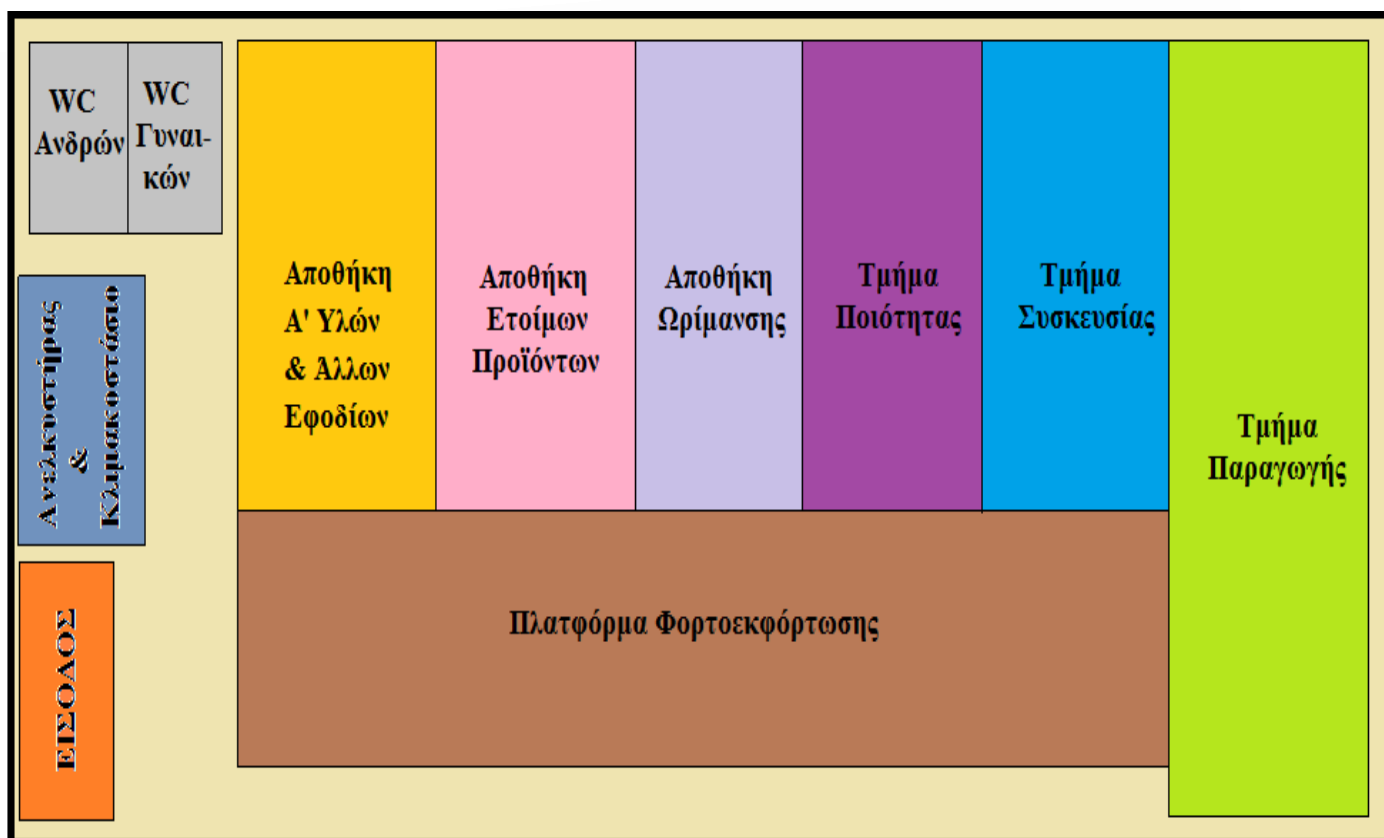 WC
Ανδρών
WC
Γυναι-
κών
Ανελκυστήρας
&
Κλιμακοστάσιο
ΕΙΣΟΔΟΣ
Αποθήκη
Α' Υλών
& Άλλων
Εφοδίων
Αποθήκη
Ετοίμων
Προϊόντων
Αποθήκη
Ωρίμανσης
Τμήμα
Ποιότητας
Τμήμα
Συσκευσίας
Τμήμα
Παραγωγής
Πλατφόρμα Φορτοεκφόρτωσης